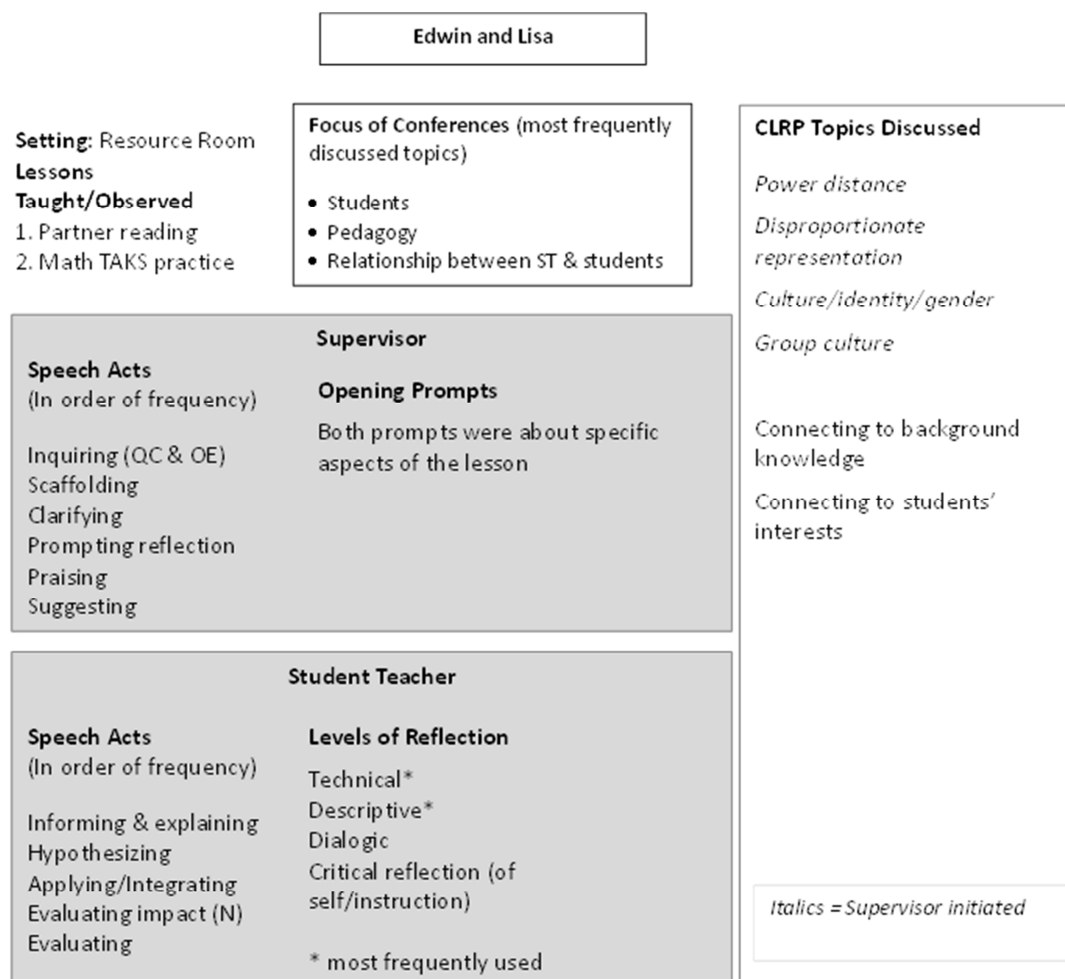 Edwin and Lisa
Setting: Resource Room
Lessons
Taught/Observed
1. Partner reading
2. Math TAKS practice
Focus of Conferences (most frequently
discussed topics)
• Students
• Pedagogy
• Relationship between ST & students
CLRP Topics Discussed
Power distance
Disproportionate
representation
Culture/identity/gender
Group culture
Connecting to background
knowledge
Connecting to students'
interests
Italics = Supervisor initiated
Supervisor
Speech Acts
(In order of frequency)
Inquiring (QC & OE)
Scaffolding
Clarifying
Prompting reflection
Praising
Suggesting
Opening Prompts
Both prompts were about specific
aspects of the lesson
Student Teacher
Speech Acts
(In order of frequency)
Informing & explaining
Hypothesizing
Applying/Integrating
Evaluating impact (N)
Evaluating
Levels of Reflection
Technical*
Descriptive*
Dialogic
Critical reflection (of
self/instruction)
* most frequently used